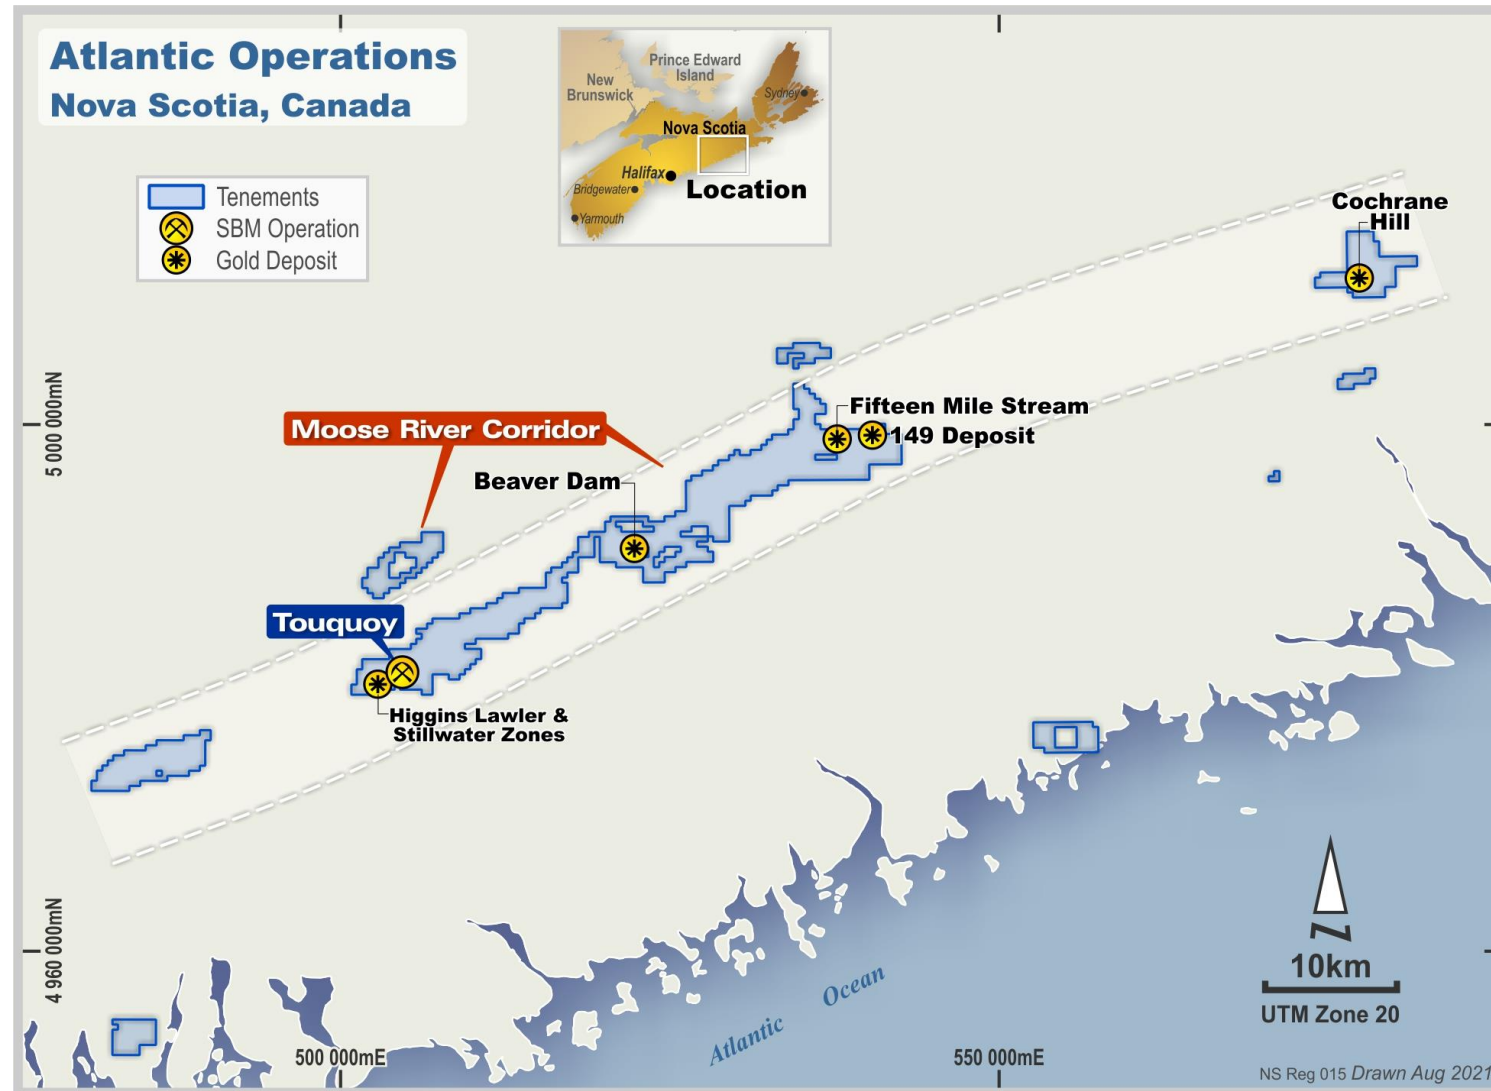 Atlantic Operations
Nova Scotia, Canada
Tenements
SBM Operation
Gold Deposit
New
Brunswick
Prince Edward
Island
Sydney
Nova Scotia
Halifax
Bridgewater
Yarmouth
Location
Cochrane
Hill
5 000 000mN
Moose River Corridor
Fifteen Mile Stream
149 Deposit
Beaver Dam
Touquoy
Higgins Lawler &
Stillwater Zones
4 960 000mN
Atlantic Ocean
N
10km
UTM Zone 20
500 000mE
550 000mE
NS Reg 015 Drawn Aug 2021